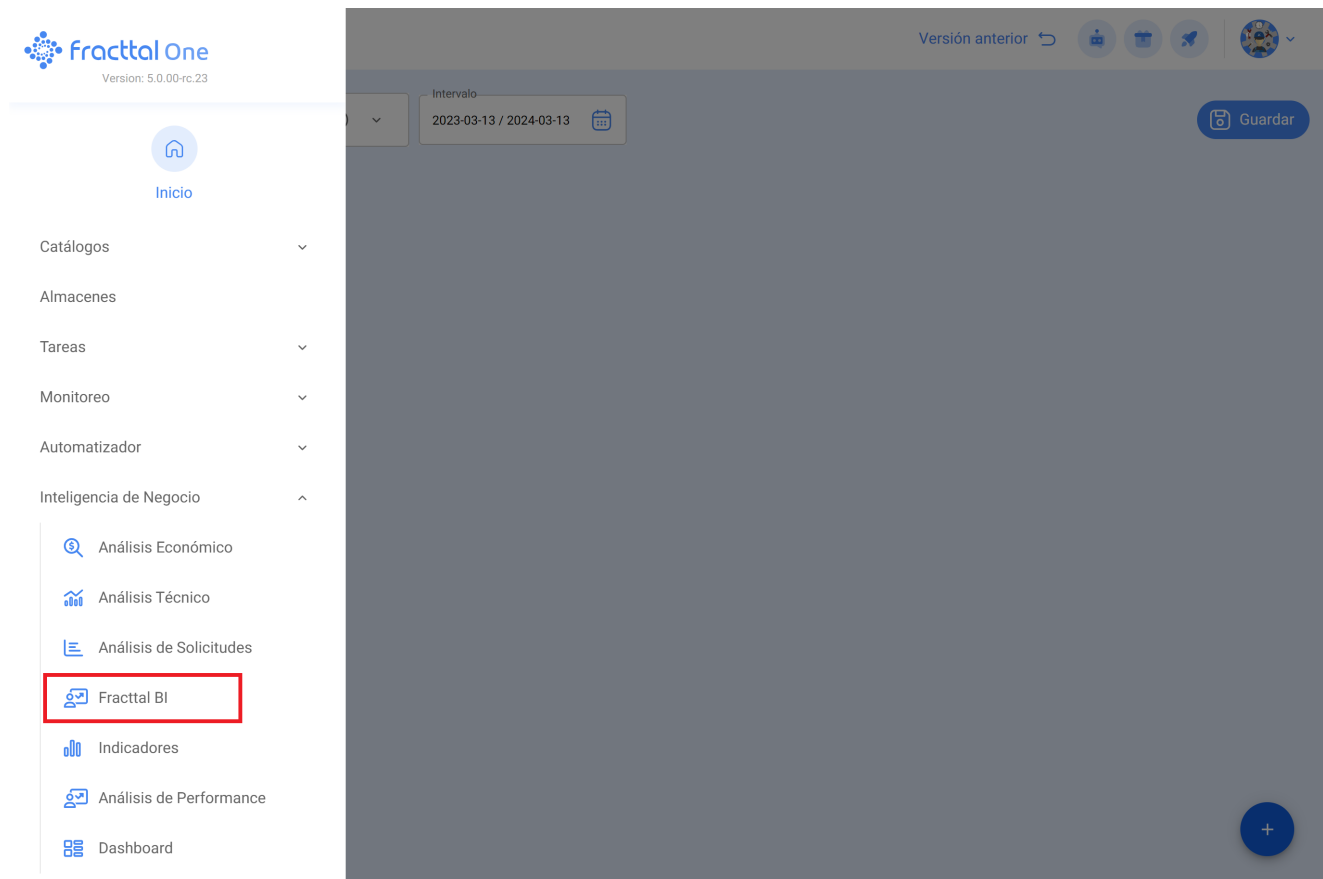 fracttal One
Version: 5.0.00-rc.23
Versión anterior
Intervalo
) 2023-03-13 / 2024-03-13
Guardar
Inicio
Catálogos
Almacenes
Tareas
Monitoreo
Automatizador
Inteligencia de Negocio
Análisis Económico
Análisis Técnico
Análisis de Solicitudes
Fracttal BI
Indicadores
Análisis de Performance
Dashboard
+